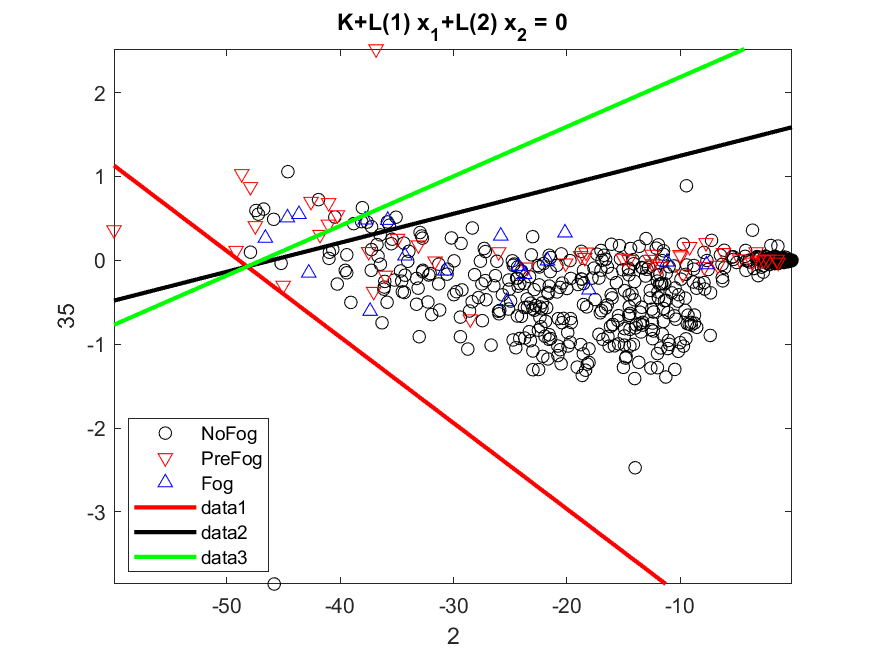 K+L(1) x1+L(2) x2 = 0
2
1
0
-1
-2
-3
35
NoFog
PreFog
Fog
data1
data2
data3
-50 -40 -30 -20 -10
2